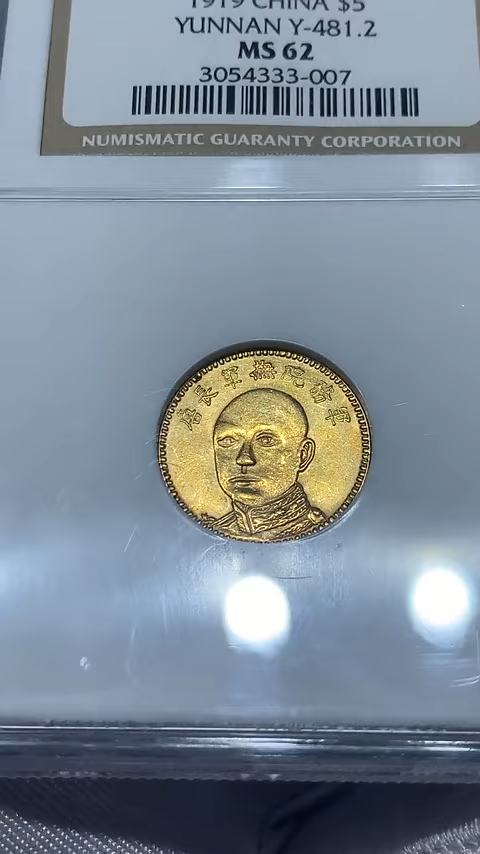 1919 CHINA $5
YUNNAN Y-481.2
MS 62
3054333-007
NUMISMATIC GUARANTY CORPORATION
唐長軍撫院務軍